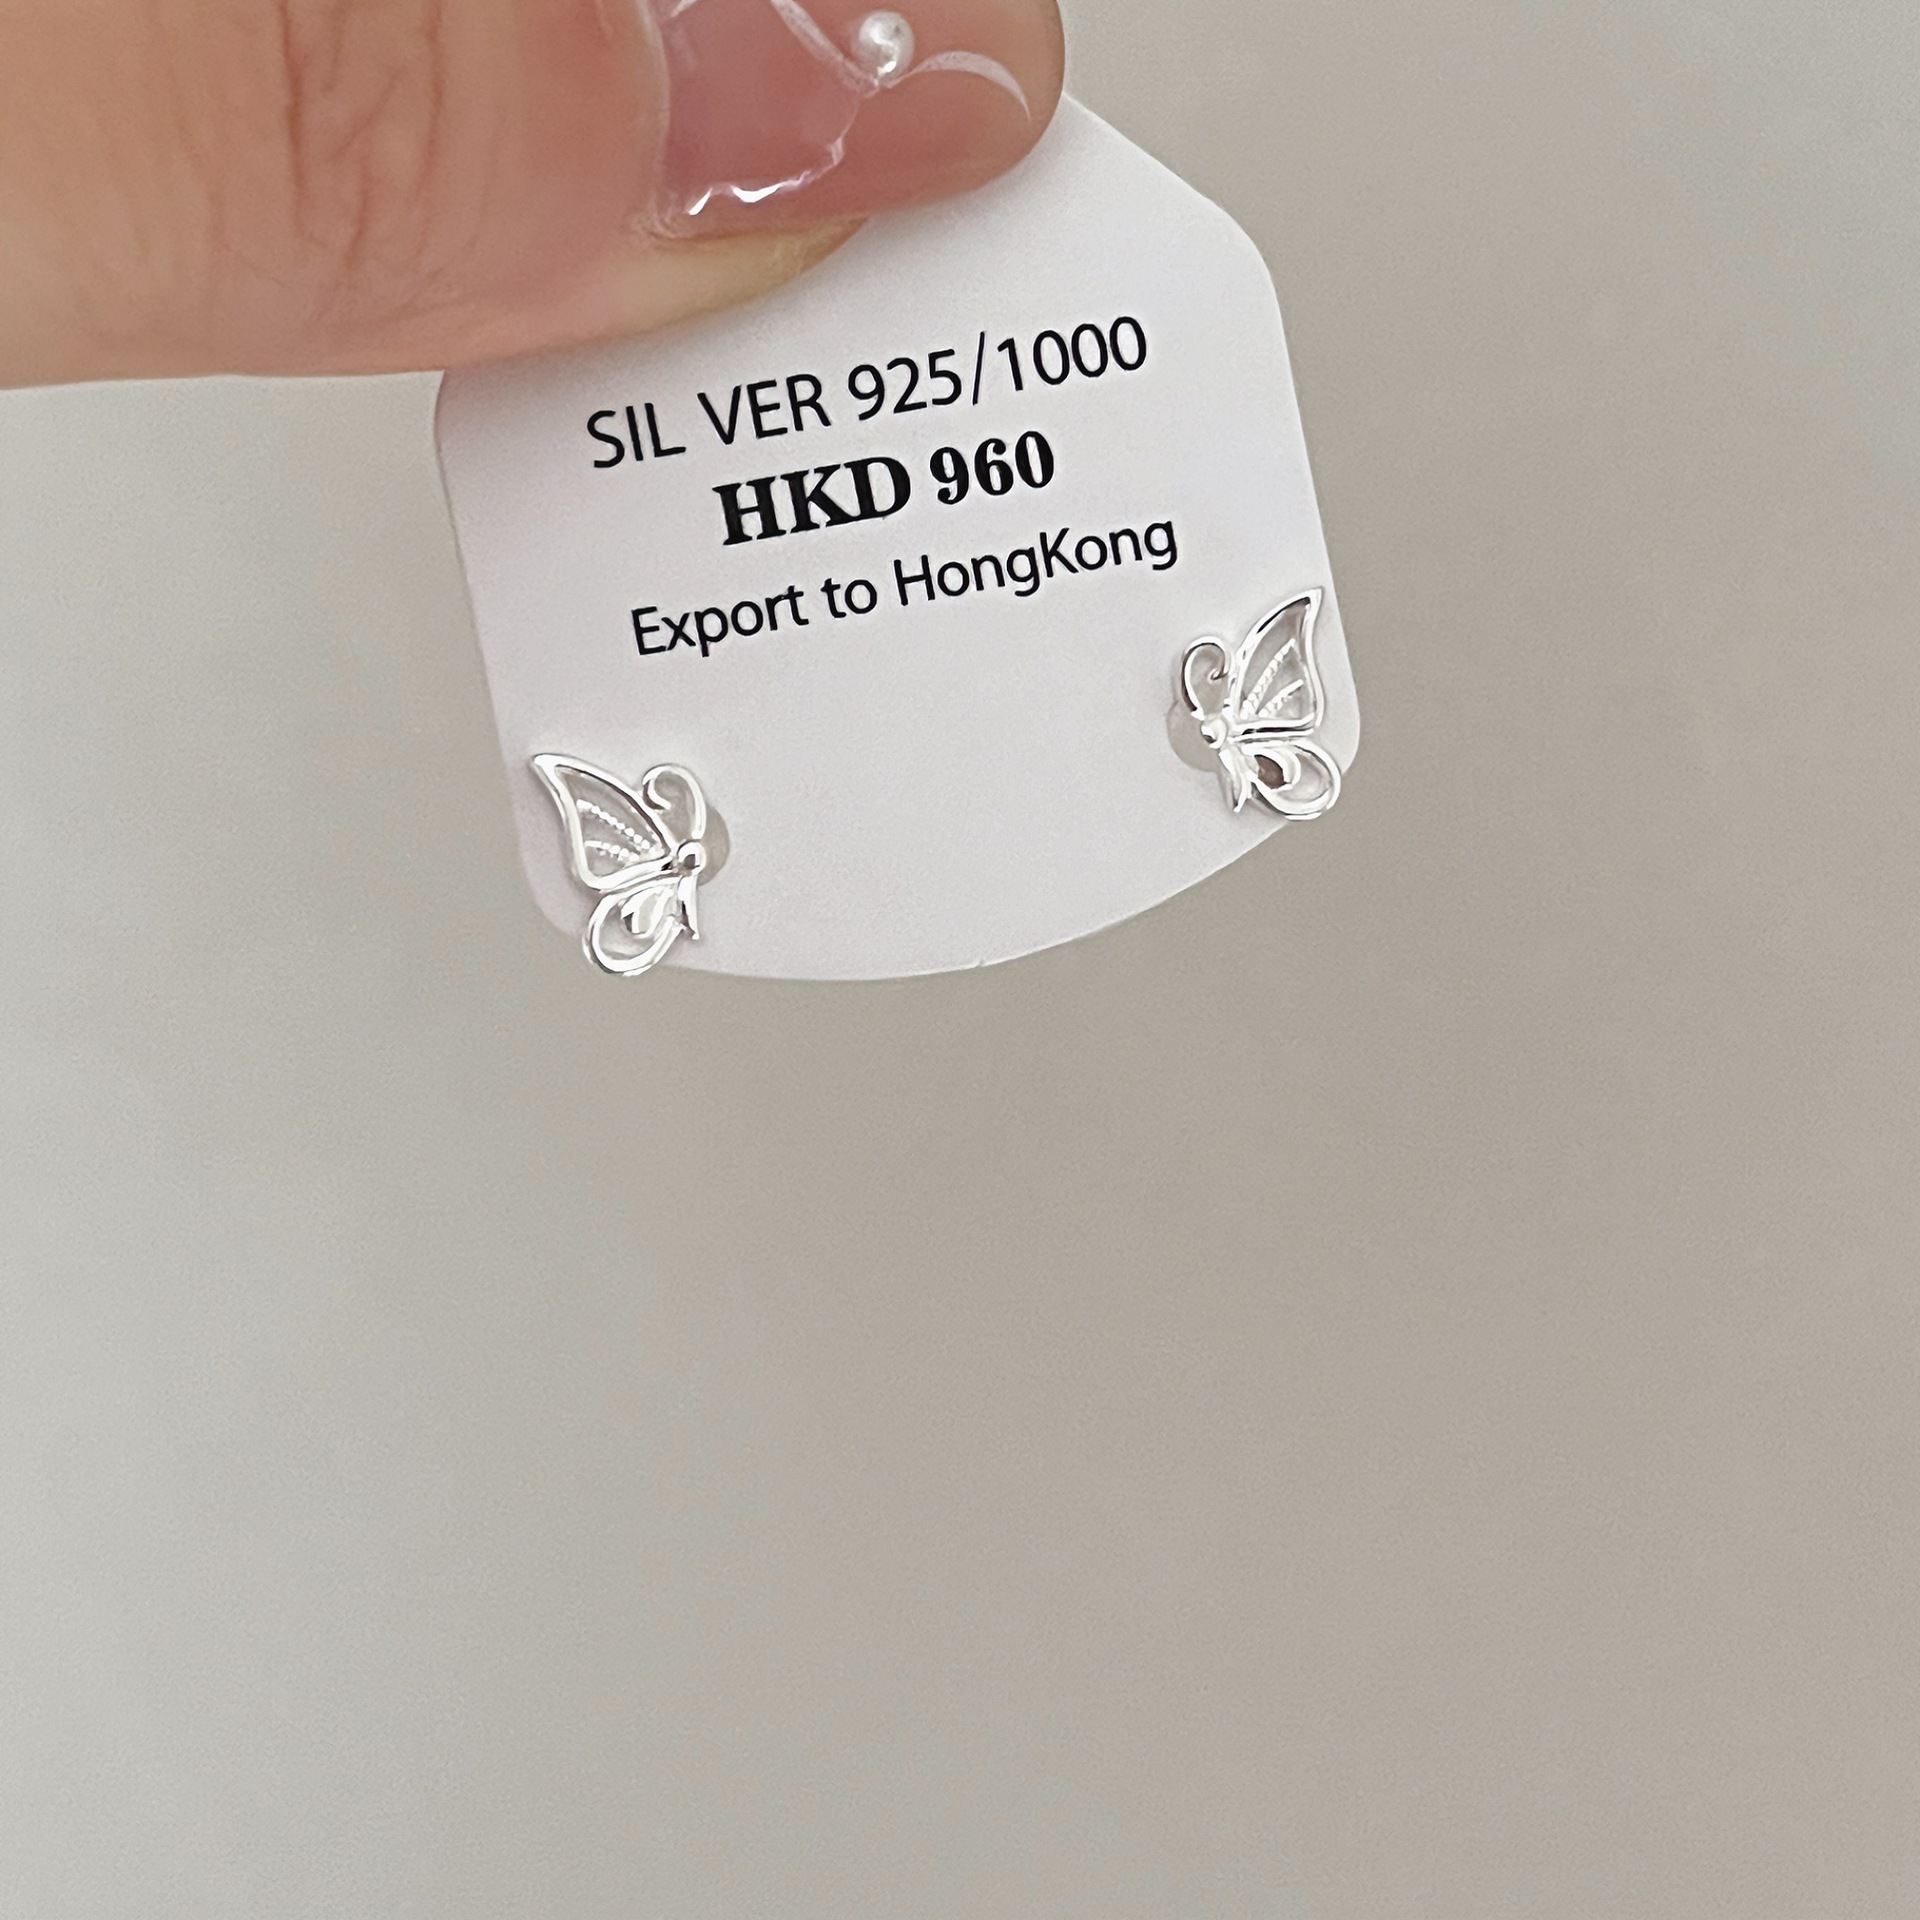 SIL VER 925/1000
HKD 960
Export to HongKong